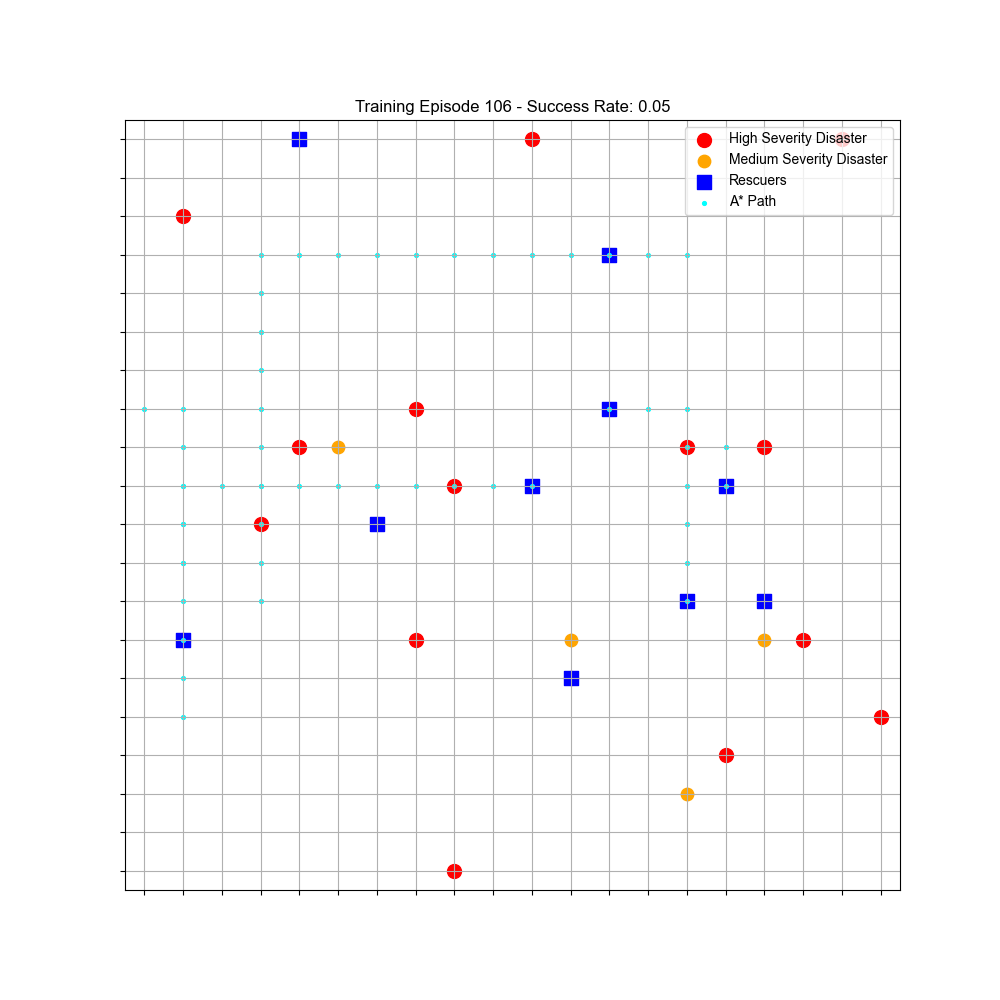 Training Episode 106 - Success Rate: 0.05
High Severity Disaster
Medium Severity Disaster
Rescuers
A* Path